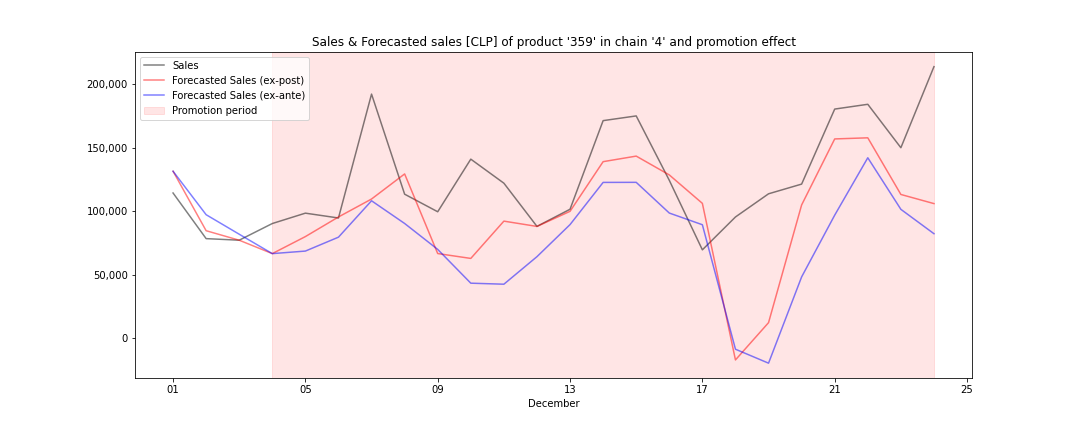 Sales & Forecasted sales [CLP] of product '359' in chain '4' and promotion effect
Sales
Forecasted Sales (ex-post)
Forecasted Sales (ex-ante)
Promotion period
200,000
150,000
100,000
50,000
0
01 05 09 13 17 21 25
December